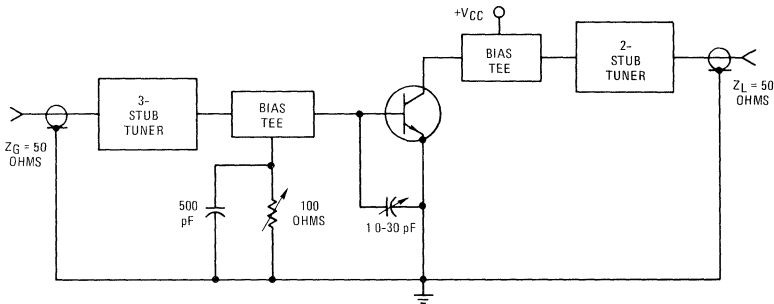 +VCC
BIAS
TEE
2-
STUB
TUNER
ZL = 50
OHMS
3-
STUB
TUNER
BIAS
TEE
ZG = 50
OHMS
500
pF
100
OHMS
1 0-30 pF